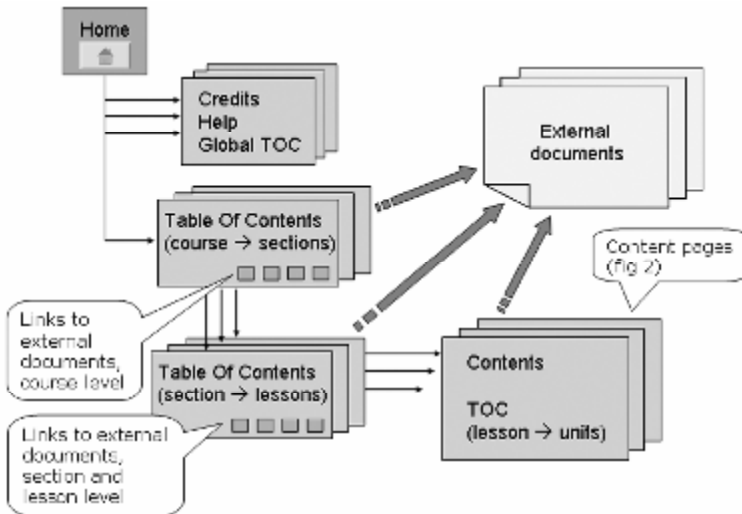 Home
Credits
Help
Global TOC
External
documents
Table Of Contents
(course → sections)
Content pages
(fig 2)
Links to
external
documents,
course level
Table Of Contents
(section → lessons)
Contents
TOC
(lesson → units)
Links to external
documents,
section and
lesson level